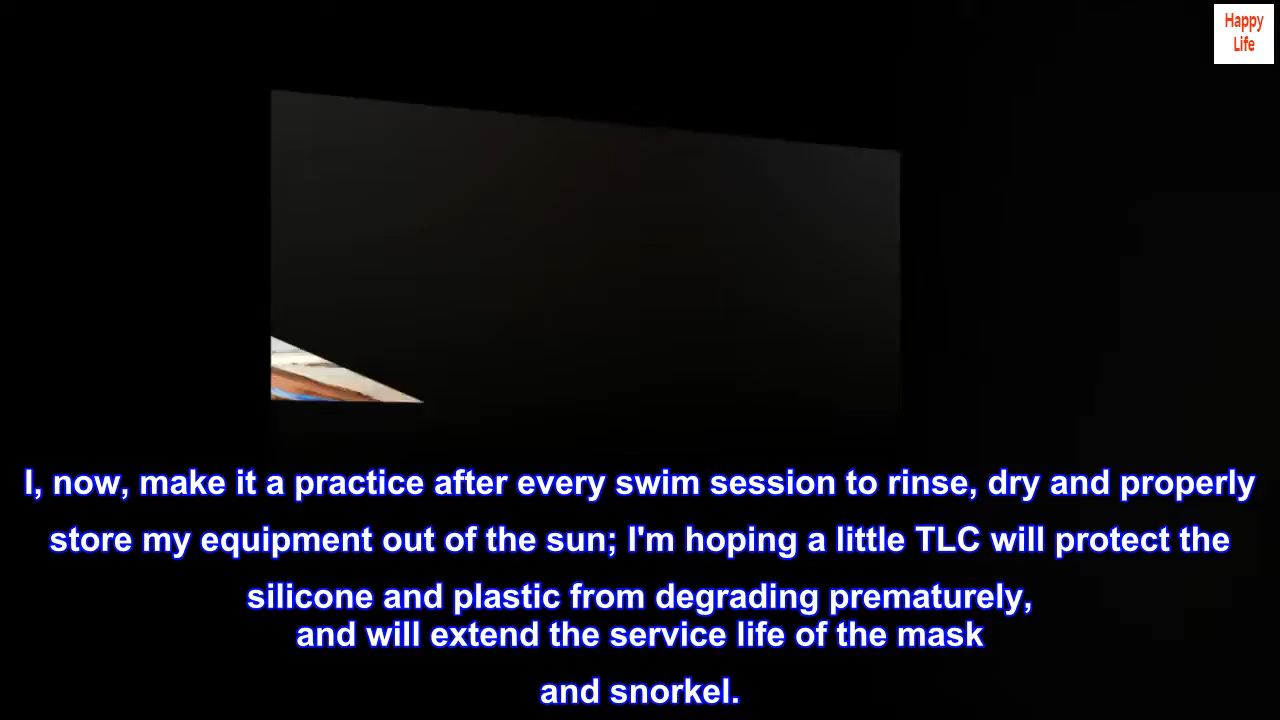 Happy
Life
I, now, make it a practice after every swim session to rinse, dry and properly
store my equipment out of the sun; I'm hoping a little TLC will protect the
silicone and plastic from degrading prematurely,
and will extend the service life of the mask
and snorkel.